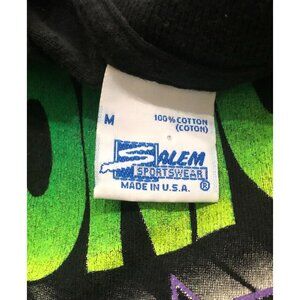 M
100% COTTON
(COTON)
SALEM
SPORTSWEAR
MADE IN U.S.A.
®